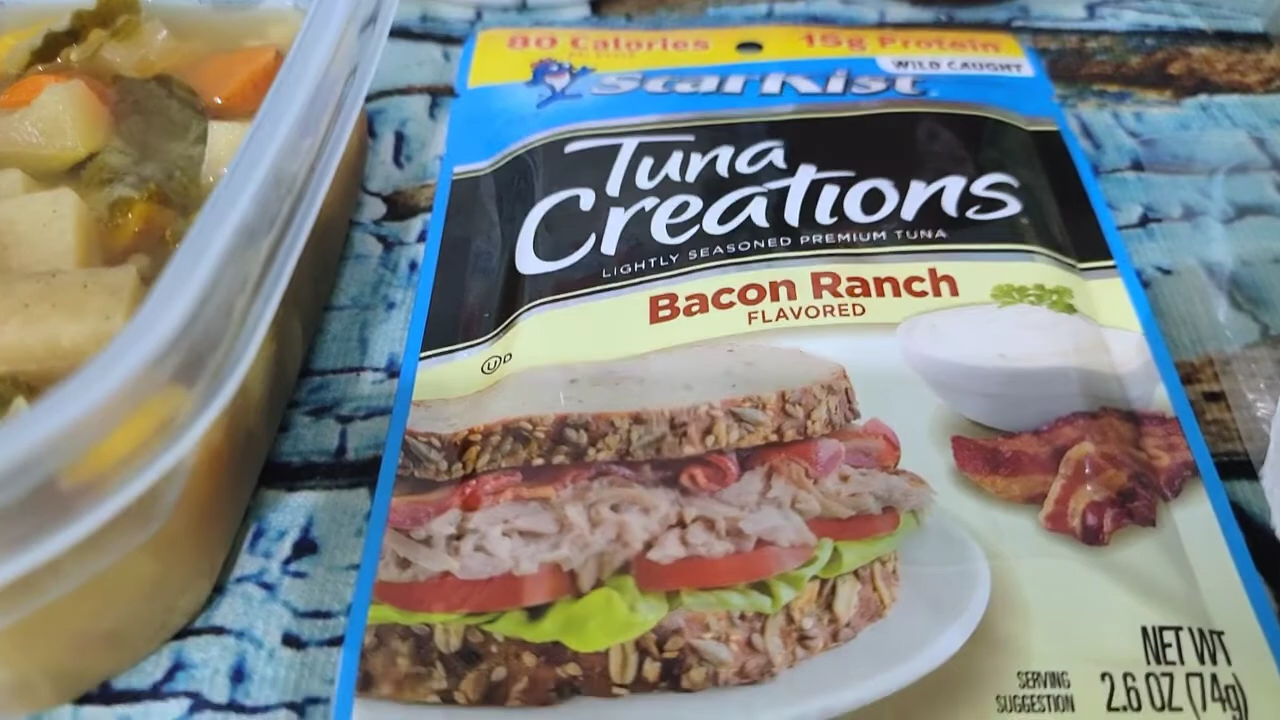 80 Calories
15g Protein
WILD CAUGHT
StarKist
Tuna
Creations
LIGHTLY SEASONED PREMIUM TUNA
Bacon Ranch
FLAVORED
U D
NET WT
2.6 OZ (74g)
SERVING
SUGGESTION